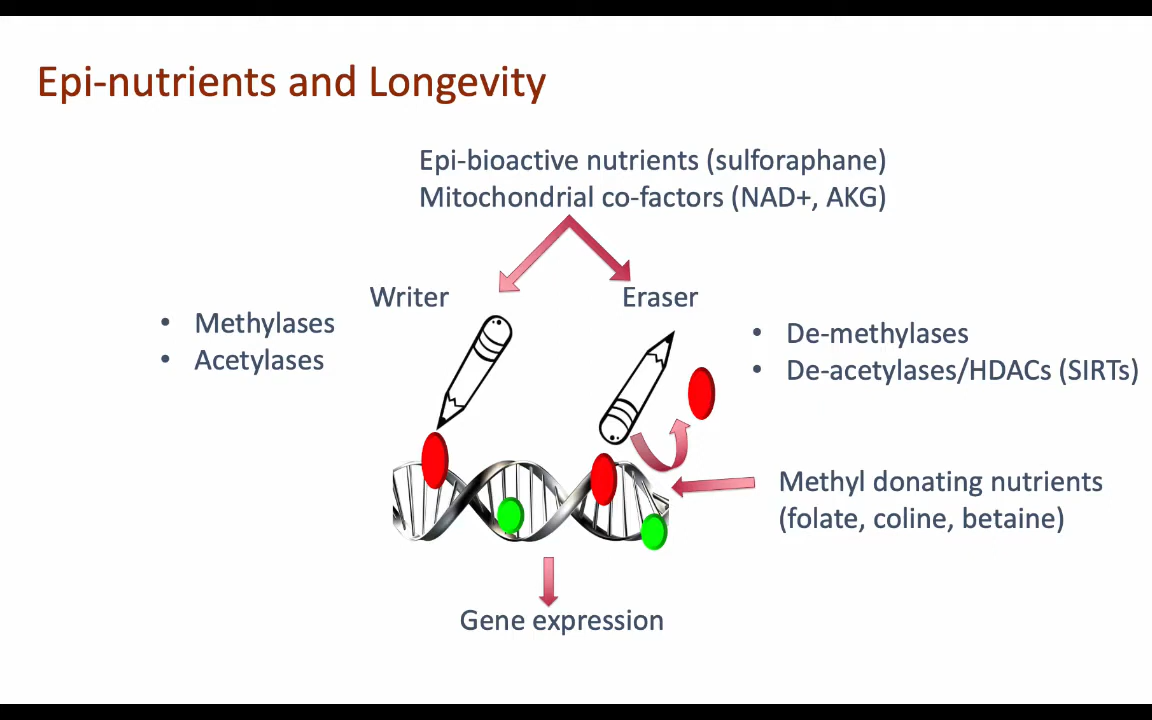 Epi-nutrients and Longevity
Epi-bioactive nutrients (sulforaphane)
Mitochondrial co-factors (NAD+, AKG)
Writer
Eraser
• Methylases
• Acetylases
• De-methylases
• De-acetylases/HDACs (SIRTs)
Methyl donating nutrients
(folate, coline, betaine)
Gene expression